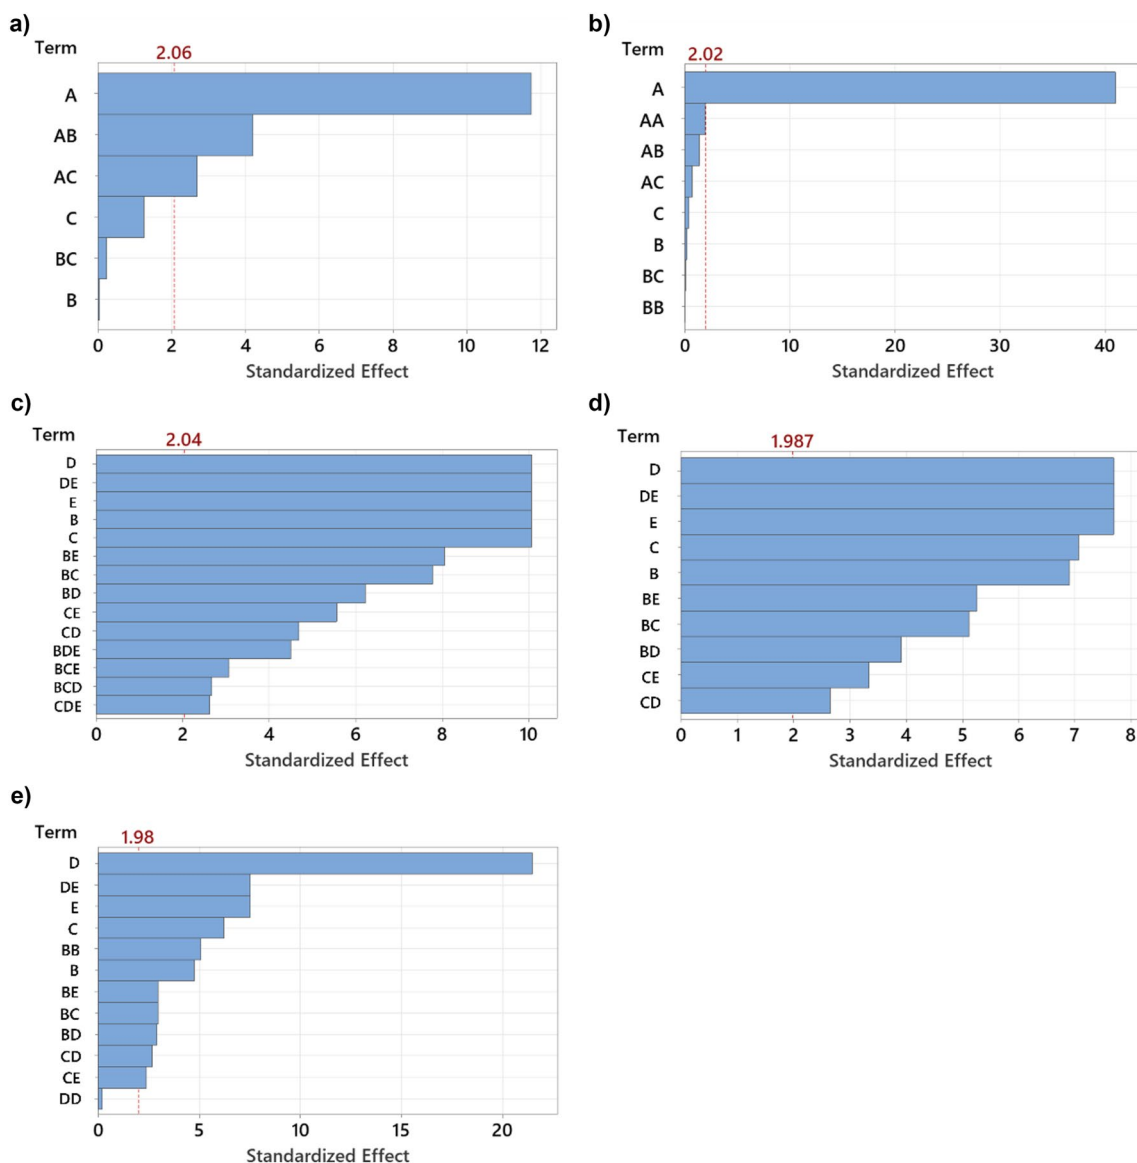 a)
Term
2.06
A
AB
AC
C
BC
B
0 2 4 6 8 10 12
Standardized Effect
b)
Term
2.02
A
AA
AB
AC
C
B
BC
BB
0 10 20 30 40
Standardized Effect
c)
Term
2.04
D
DE
E
B
C
BE
BC
BD
CE
CD
BDE
BCE
BCD
CDE
0 2 4 6 8 10
Standardized Effect
d)
Term
1.987
D
DE
E
C
B
BE
BC
BD
CE
CD
0 1 2 3 4 5 6 7 8
Standardized Effect
e)
Term
1.98
D
DE
E
C
BB
B
BE
BC
BD
CD
CE
DD
0 5 10 15 20
Standardized Effect